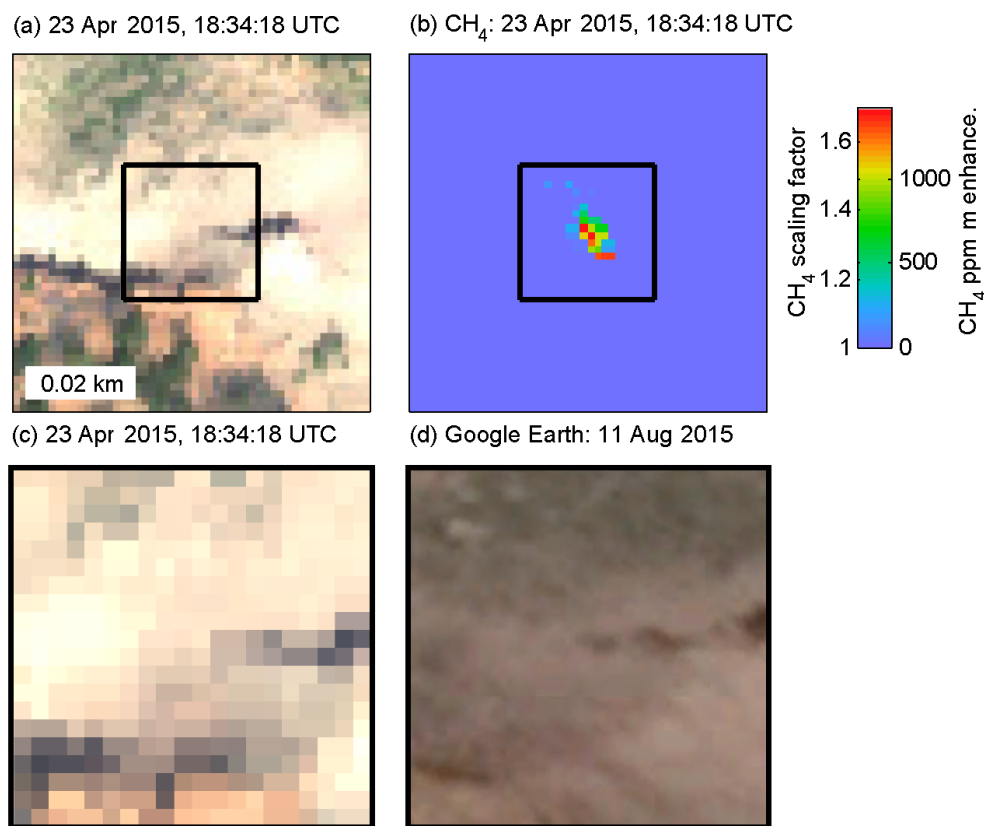 (a) 23 Apr 2015, 18:34:18 UTC
(b) CH₄: 23 Apr 2015, 18:34:18 UTC
0.02 km
CH₄ scaling factor
1.6
1.4
1.2
1
1000
500
0
CH₄ ppm m enhance.
(c) 23 Apr 2015, 18:34:18 UTC
(d) Google Earth: 11 Aug 2015